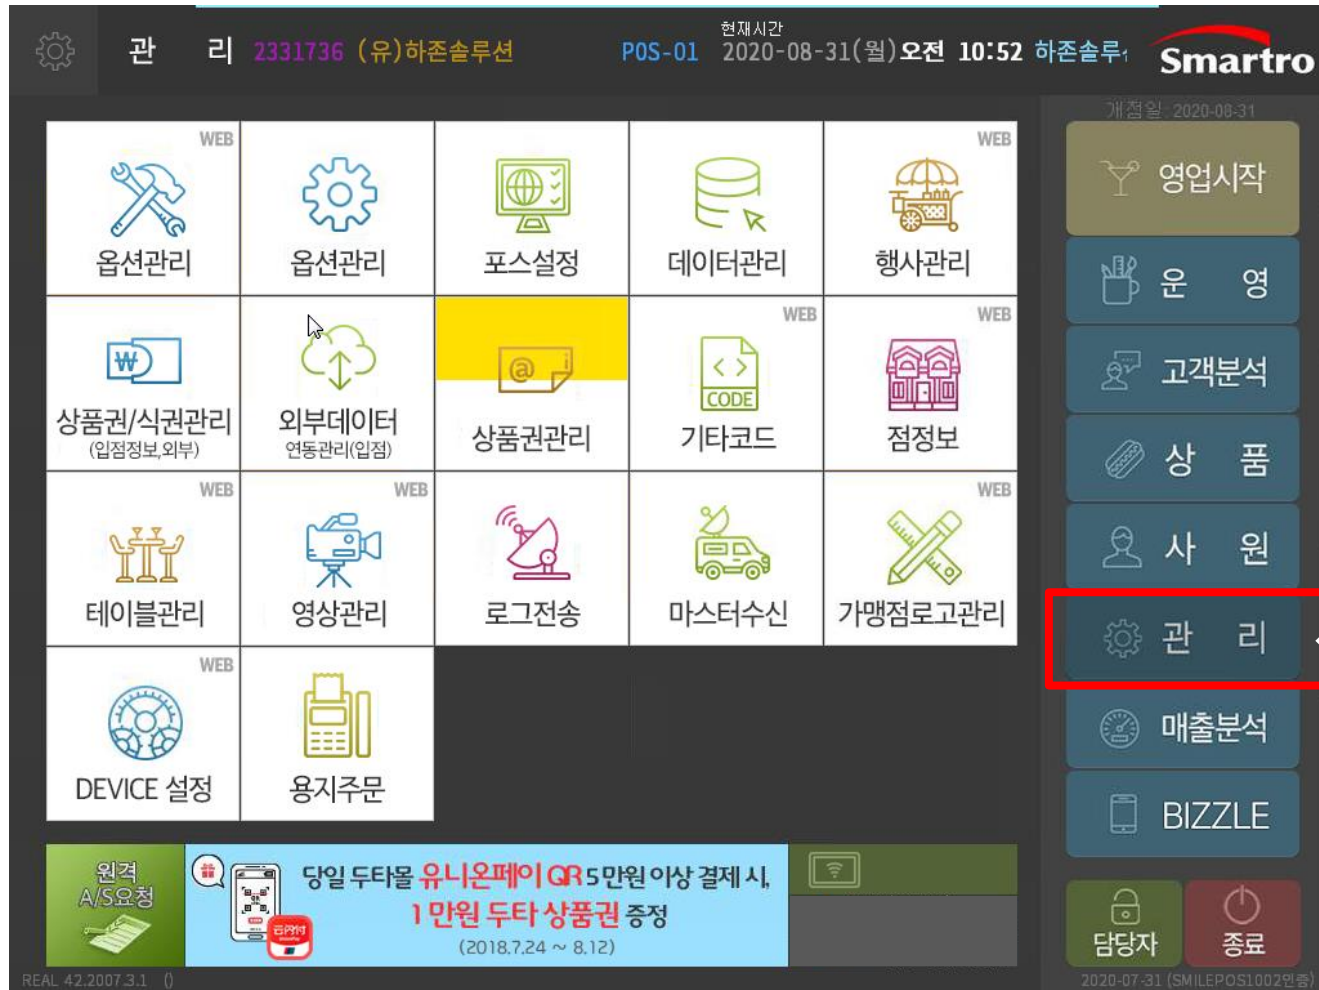 현재시간
관 리 2331736 (유)하존솔루션 POS-01 2020-08-31(월)오전 10:52 하존솔루 Smartro
개점일:2020-08-31
WEB WEB
옵션관리 옵션관리 포스설정 데이터관리 행사관리
WEB WEB
₩ @ i < > CODE
상품권/식권관리 외부데이터 상품권관리 기타코드 점정보
(입점정보,외부) 연동관리(입점)
WEB WEB WEB
테이블관리 영상관리 로그전송 마스터수신 가맹점로고관리
WEB
DEVICE 설정 용지주문
영업시작
운 영
고객분석
상 품
사 원
관 리
매출분석
BIZZLE
원격
A/S요청
당일 두타몰 유니온페이 QR 5만원 이상 결제 시,
1만원 두타 상품권 증정
(2018.7.24 ~ 8.12)
담당자 종료
REAL 42.2007.3.1 ()
2020-07-31 (SMILEPOS1002인증)